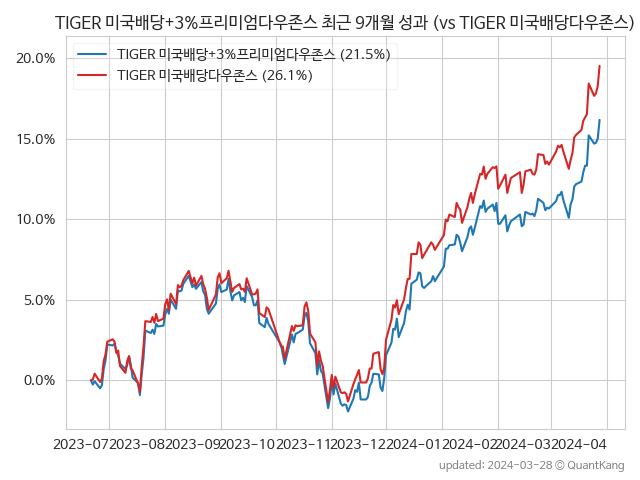 TIGER 미국배당+3%프리미엄다우존스 최근 9개월 성과 (vs TIGER 미국배당다우존스)
TIGER 미국배당+3%프리미엄다우존스 (21.5%)
TIGER 미국배당다우존스 (26.1%)
20.0%
15.0%
10.0%
5.0%
0.0%
2023-07 2023-08 2023-09 2023-10 2023-11 2023-12 2024-01 2024-02 2024-03 2024-04
updated: 2024-03-28 © QuantKang